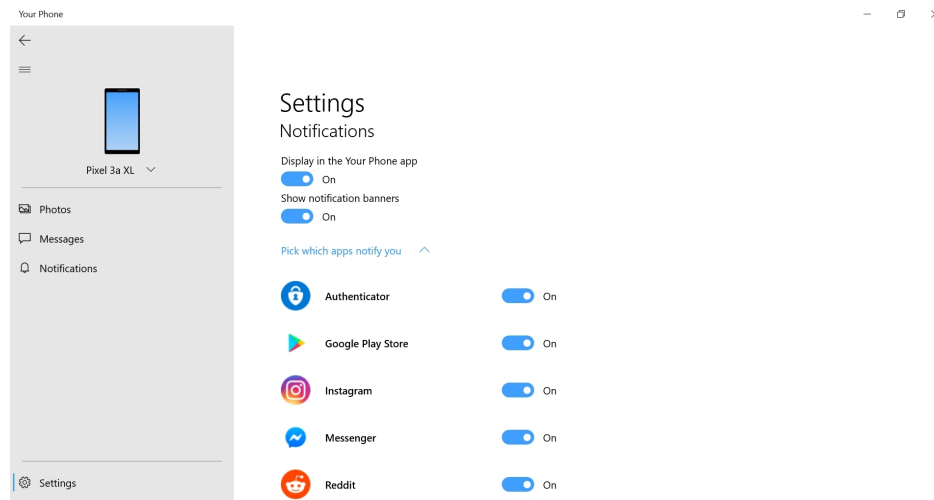 Your Phone
Pixel 3a XL
Photos
Messages
Notifications
Settings
Settings
Notifications
Display in the Your Phone app
On
Show notification banners
On
Pick which apps notify you
Authenticator On
Google Play Store On
Instagram On
Messenger On
Reddit On